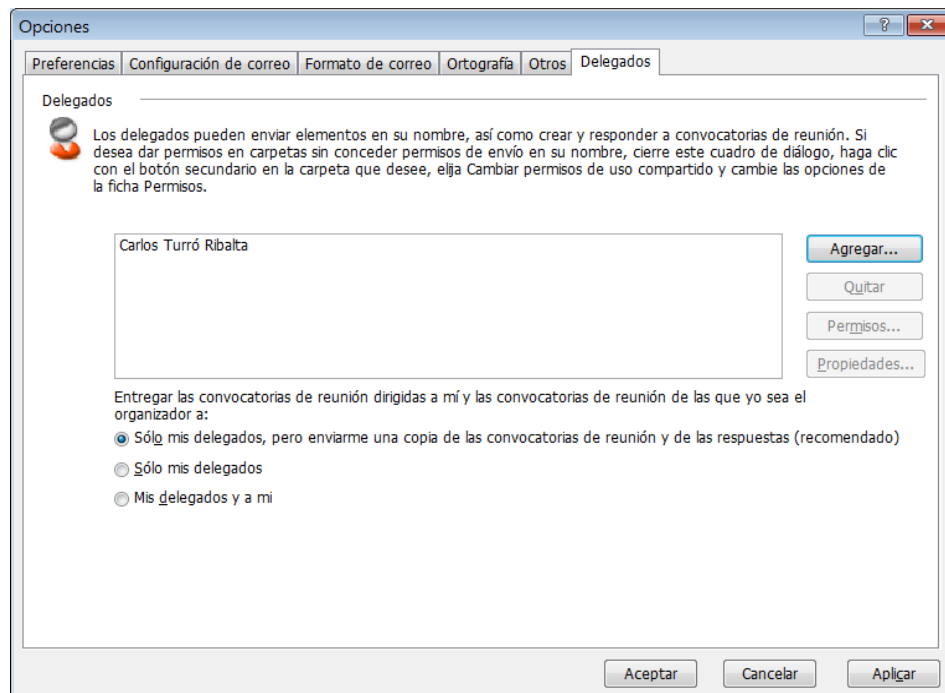 Opciones
Preferencias Configuración de correo Formato de correo Ortografía Otros Delegados
Delegados
Los delegados pueden enviar elementos en su nombre, así como crear y responder a convocatorias de reunión. Si
desea dar permisos en carpetas sin conceder permisos de envío en su nombre, cierre este cuadro de diálogo, haga clic
con el botón secundario en la carpeta que desee, elija Cambiar permisos de uso compartido y cambie las opciones de
la ficha Permisos.
Carlos Turró Ribalta
Agregar...
Quitar
Permisos...
Propiedades...
Entregar las convocatorias de reunión dirigidas a mí y las convocatorias de reunión de las que yo sea el
organizador a:
Sólo mis delegados, pero enviarme una copia de las convocatorias de reunión y de las respuestas (recomendado)
Sólo mis delegados
Mis delegados y a mi
Aceptar Cancelar Aplicar